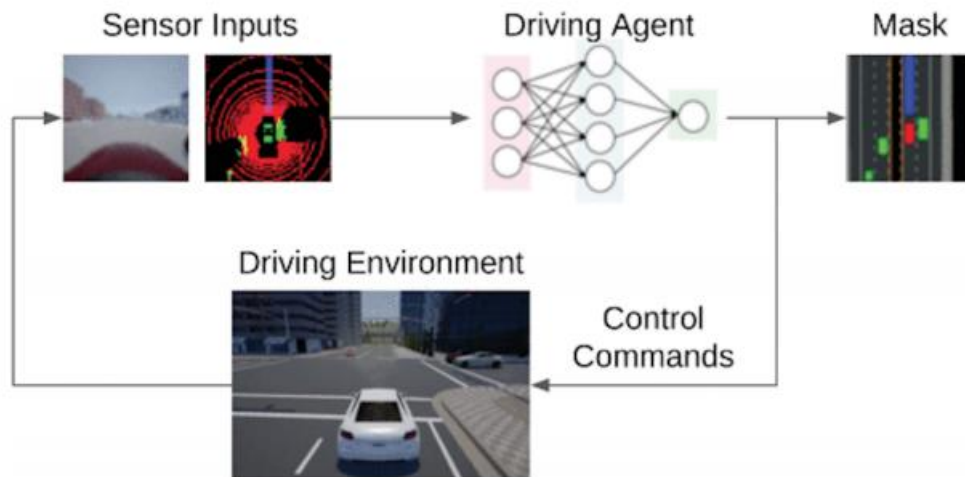 Sensor Inputs
Driving Agent
Mask
Driving Environment
Control
Commands